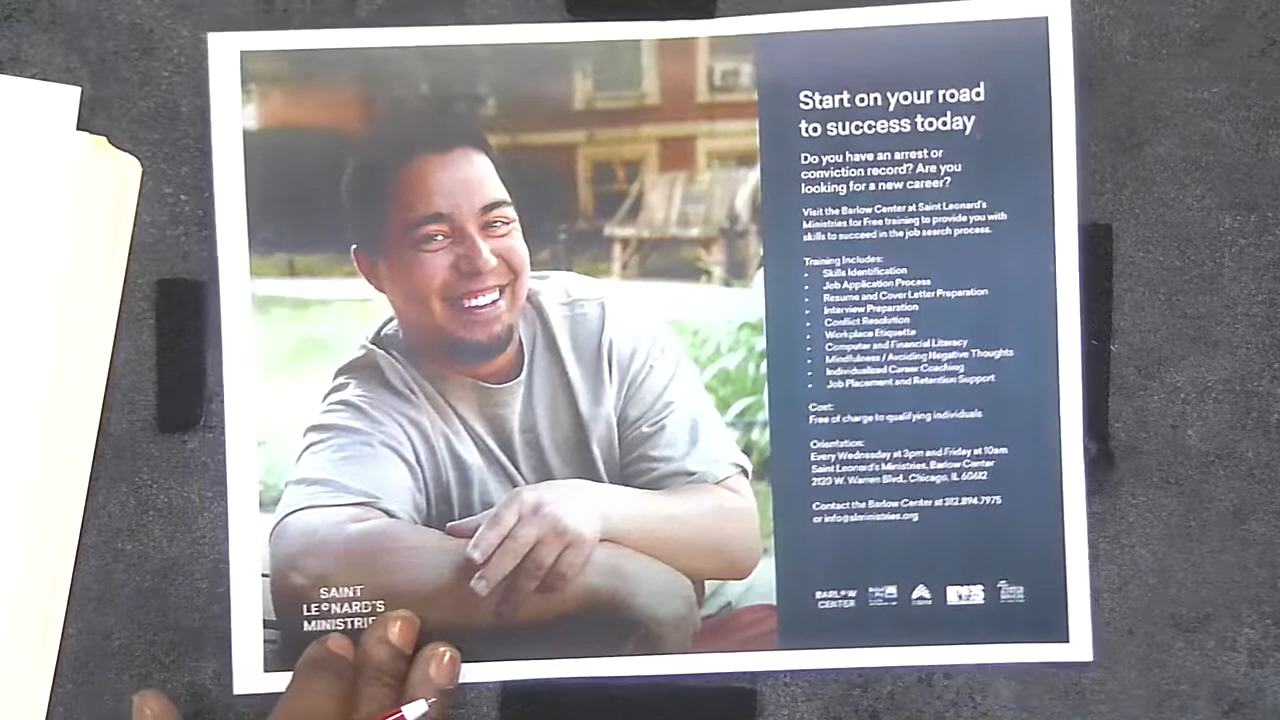 Start on your road
to success today
Do you have an arrest or
conviction record? Are you
looking for a new career?
Visit the Barlow Center at Saint Leonard's
Ministries for Free training to provide you with
skills to succeed in the job search process.
Training Includes:
• Skills Identification
• Job Application Process
• Resume and Cover Letter Preparation
• Interview Preparation
• Conflict Resolution
• Workplace Etiquette
• Computer and Financial Literacy
• Mindfulness / Avoiding Negative Thoughts
• Individualized Career Coaching
• Job Placement and Retention Support
Cost:
Free of charge to qualifying individuals
Orientation:
Every Wednesday at 3pm and Friday at 10am
Saint Leonard's Ministries, Barlow Center
2120 W. Warren Blvd., Chicago, IL 60612
Contact the Barlow Center at 312.894.7975
or info@slministries.org
BARLOW
CENTER
SAINT
LEONARD'S
MINISTRIE